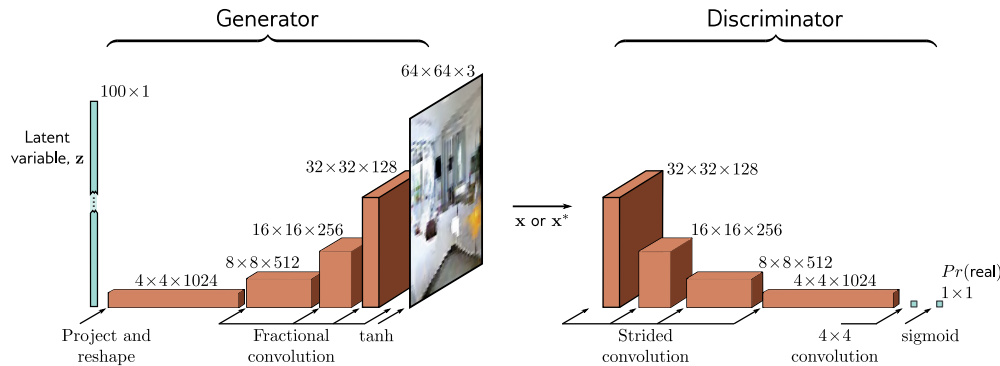 Generator
Discriminator
64×64×3
100×1
Latent
variable, z
32×32×128
32×32×128
x or x*
16×16×256
16×16×256
8×8×512
8×8×512
4×4×1024
4×4×1024
Pr(real)
1×1
Project and
reshape
Fractional
convolution
tanh
Strided
convolution
4×4
convolution
sigmoid